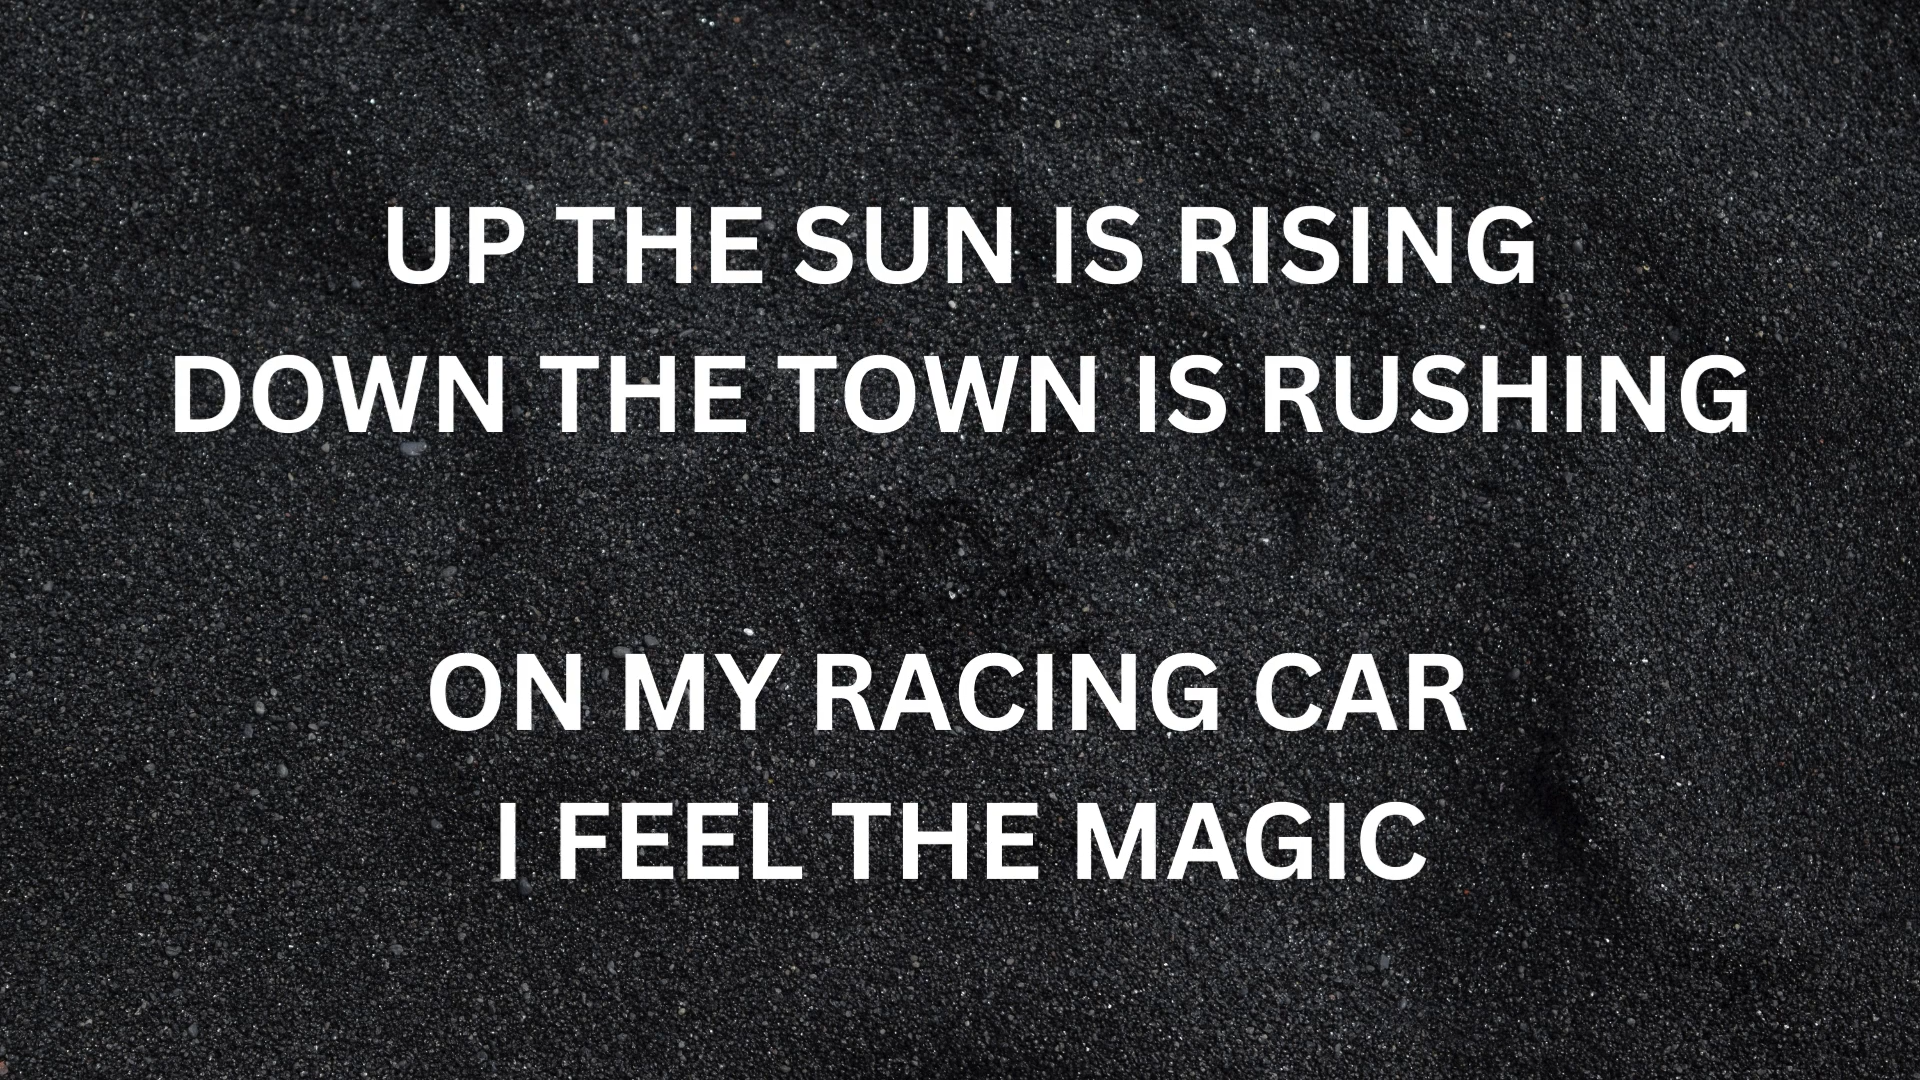 UP THE SUN IS RISING
DOWN THE TOWN IS RUSHING
ON MY RACING CAR
I FEEL THE MAGIC